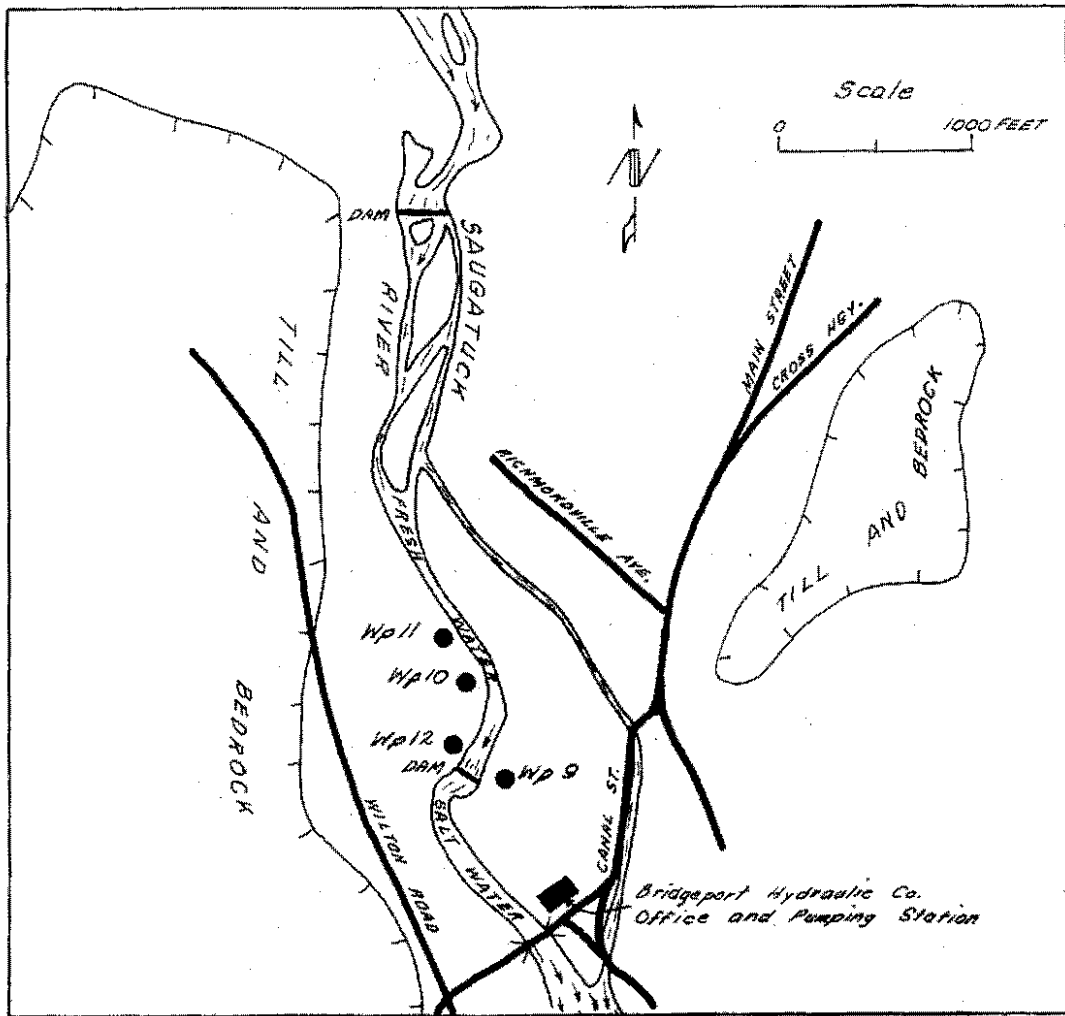 Scale
0 1000 FEET
N
DAM
SAUGATUCK
RIVER
MAIN STREET
CROSS HGY.
TILL
AND
BEDROCK
RICHMONDVILLE AVE.
FRESH
WATER
TILL
AND
BEDROCK
Wp 11
Wp 10
Wp 12
DAM
Wp 9
SALT
WATER
WILTON
ROAD
CANAL ST.
Bridgeport Hydraulic Co.
Office and Pumping Station